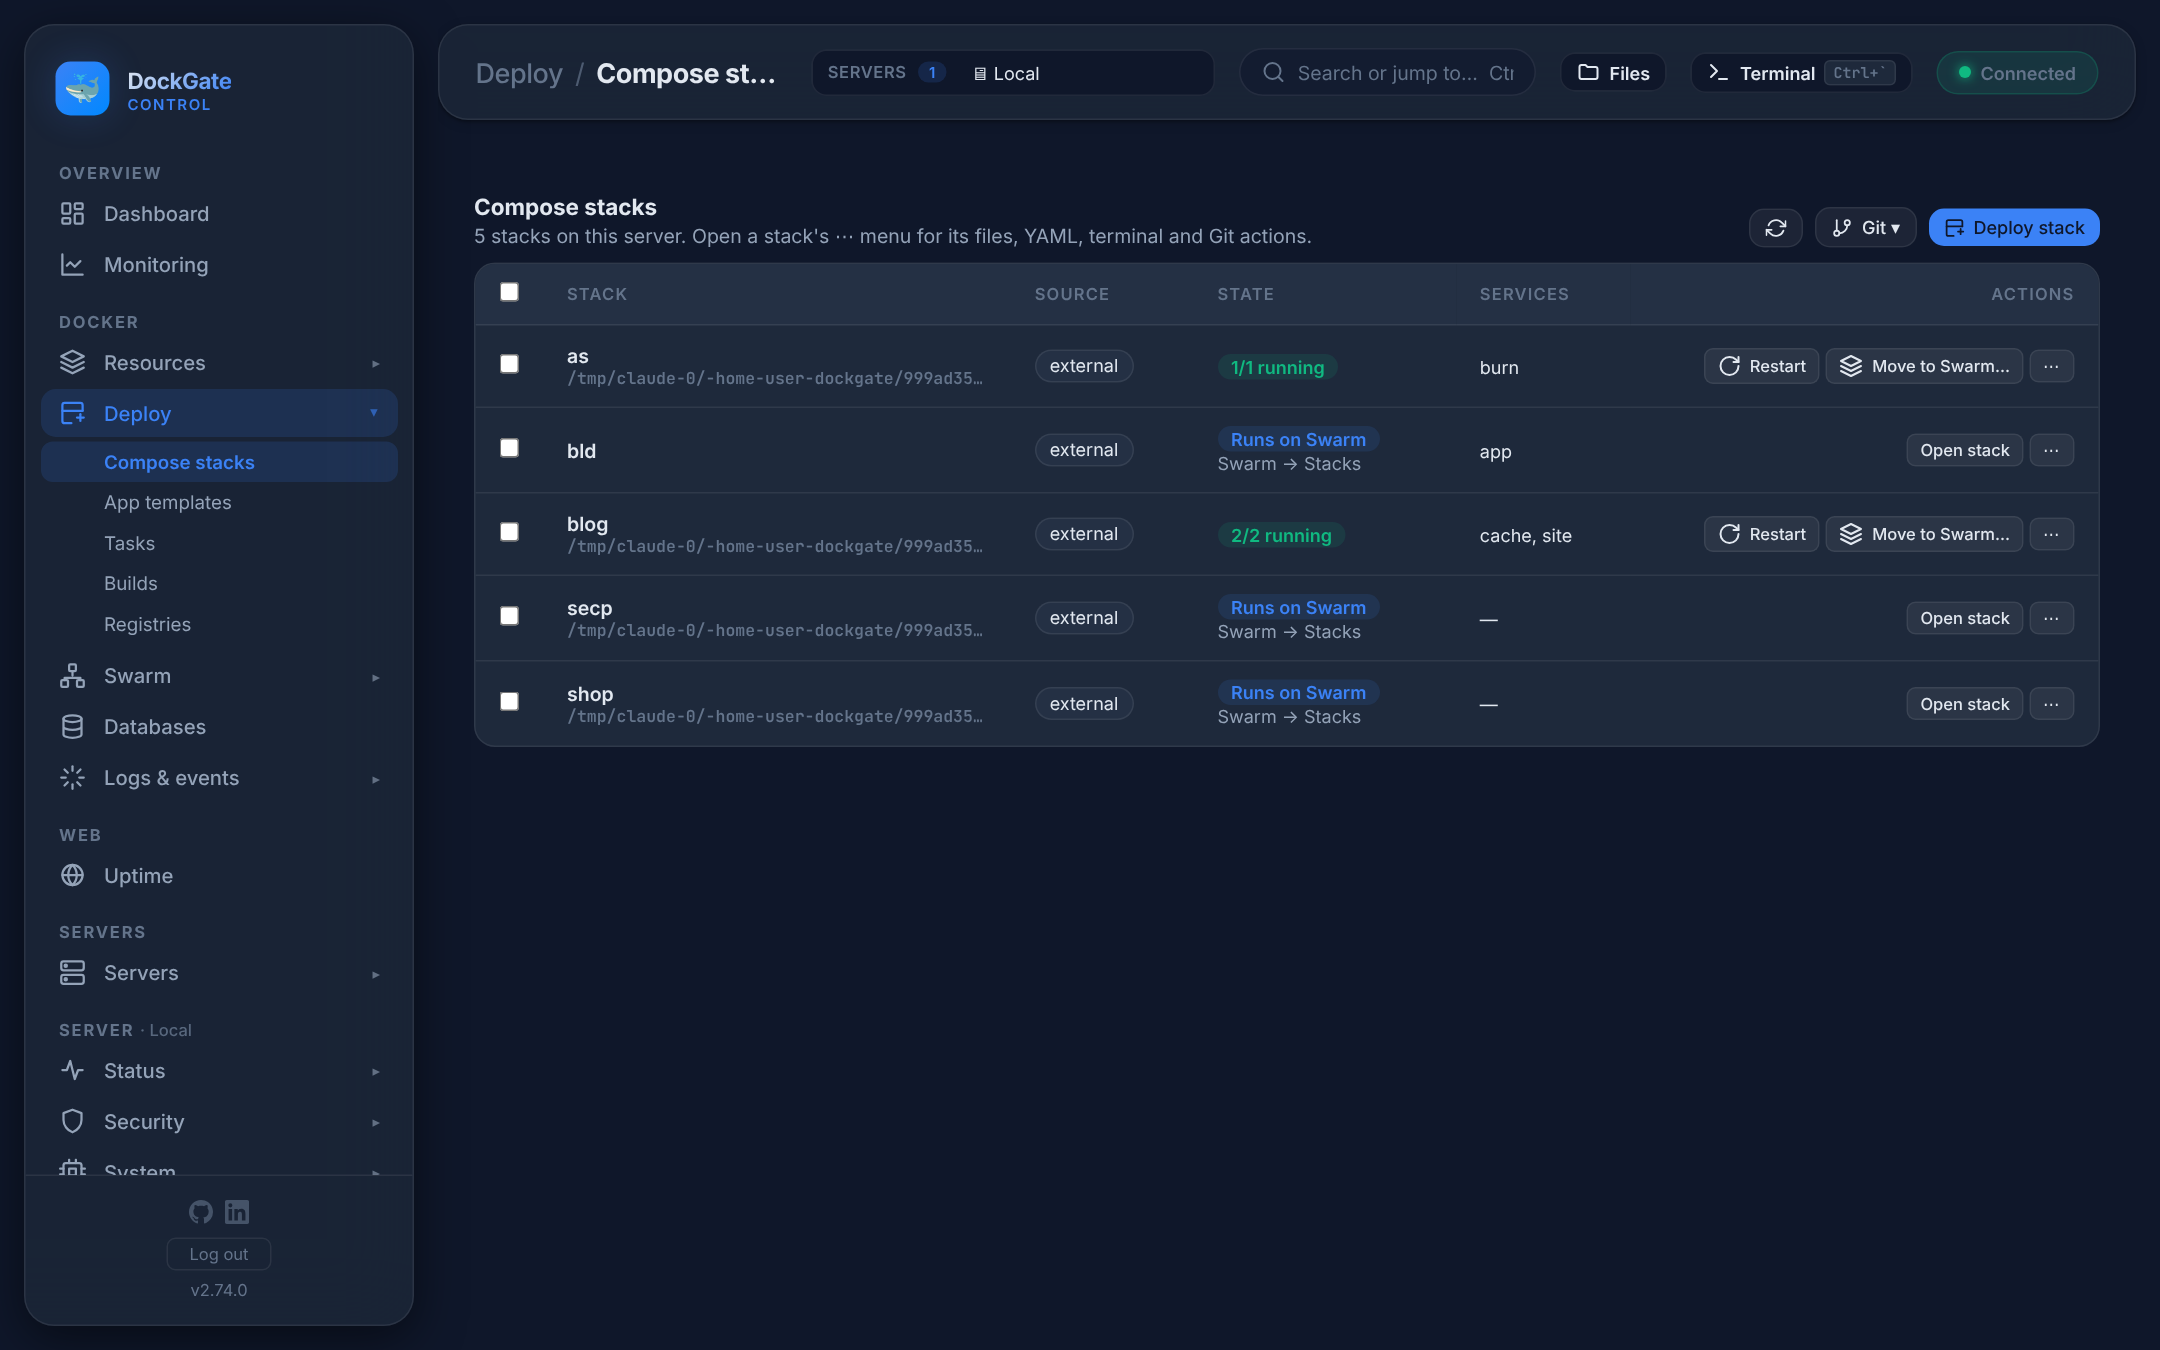 DockGate
CONTROL
OVERVIEW
Dashboard
Monitoring
DOCKER
Resources
Deploy
Compose stacks
App templates
Tasks
Builds
Registries
Swarm
Databases
Logs & events
WEB
Uptime
SERVERS
Servers
SERVER · Local
Status
Security
System
Log out
v2.74.0
Deploy / Compose st...
SERVERS 1 Local
Search or jump to... Ctr
Files
Terminal Ctrl+`
Connected
Compose stacks
5 stacks on this server. Open a stack's ··· menu for its files, YAML, terminal and Git actions.
Git ▾
Deploy stack
STACK SOURCE STATE SERVICES ACTIONS
as
/tmp/claude-0/-home-user-dockgate/999ad35…
external
1/1 running
burn
Restart
Move to Swarm...
···
bld
external
Runs on Swarm
Swarm → Stacks
app
Open stack
···
blog
/tmp/claude-0/-home-user-dockgate/999ad35…
external
2/2 running
cache, site
Restart
Move to Swarm...
···
secp
/tmp/claude-0/-home-user-dockgate/999ad35…
external
Runs on Swarm
Swarm → Stacks
—
Open stack
···
shop
/tmp/claude-0/-home-user-dockgate/999ad35…
external
Runs on Swarm
Swarm → Stacks
—
Open stack
···